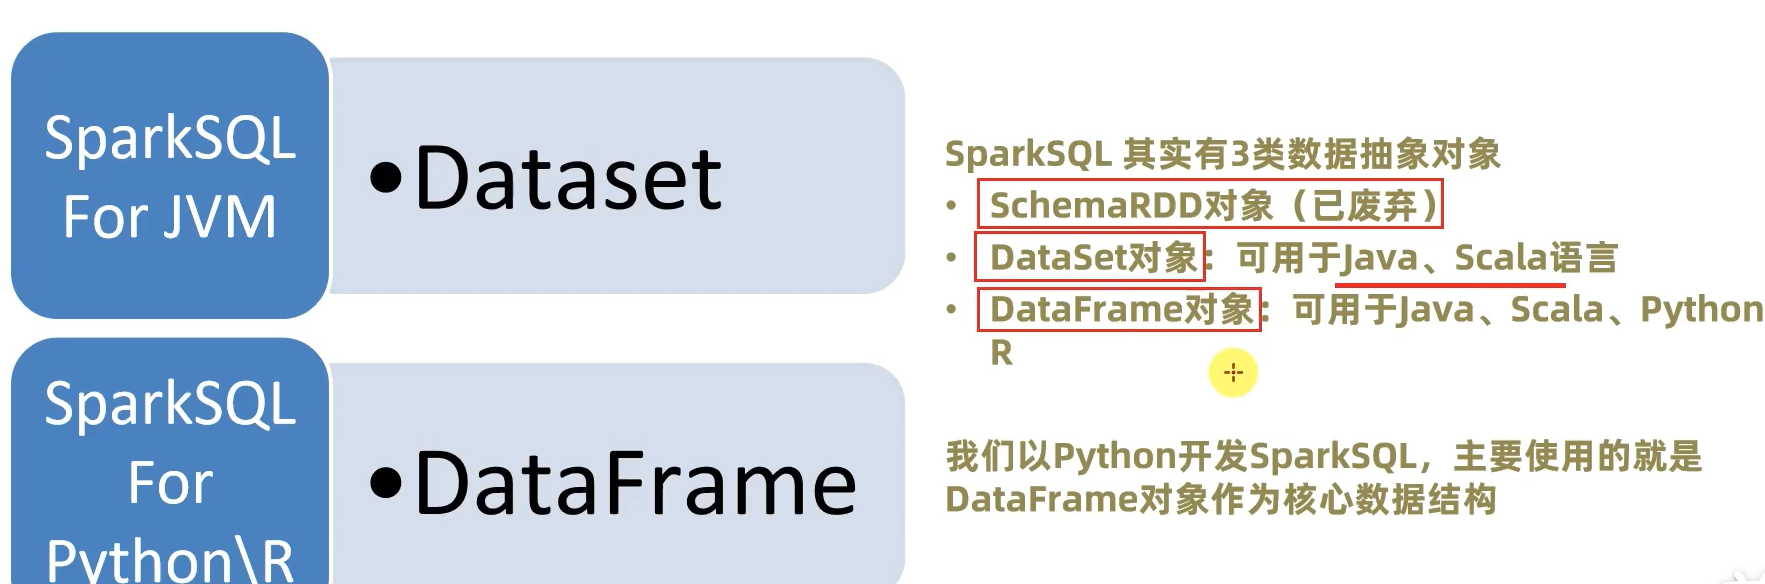 SparkSQL
For JVM
•Dataset
SparkSQL
For
Python\R
•DataFrame
SparkSQL 其实有3类数据抽象对象
• SchemaRDD对象（已废弃）
• DataSet对象：可用于Java、Scala语言
• DataFrame对象：可用于Java、Scala、Python
R
我们以Python开发SparkSQL，主要使用的就是
DataFrame对象作为核心数据结构